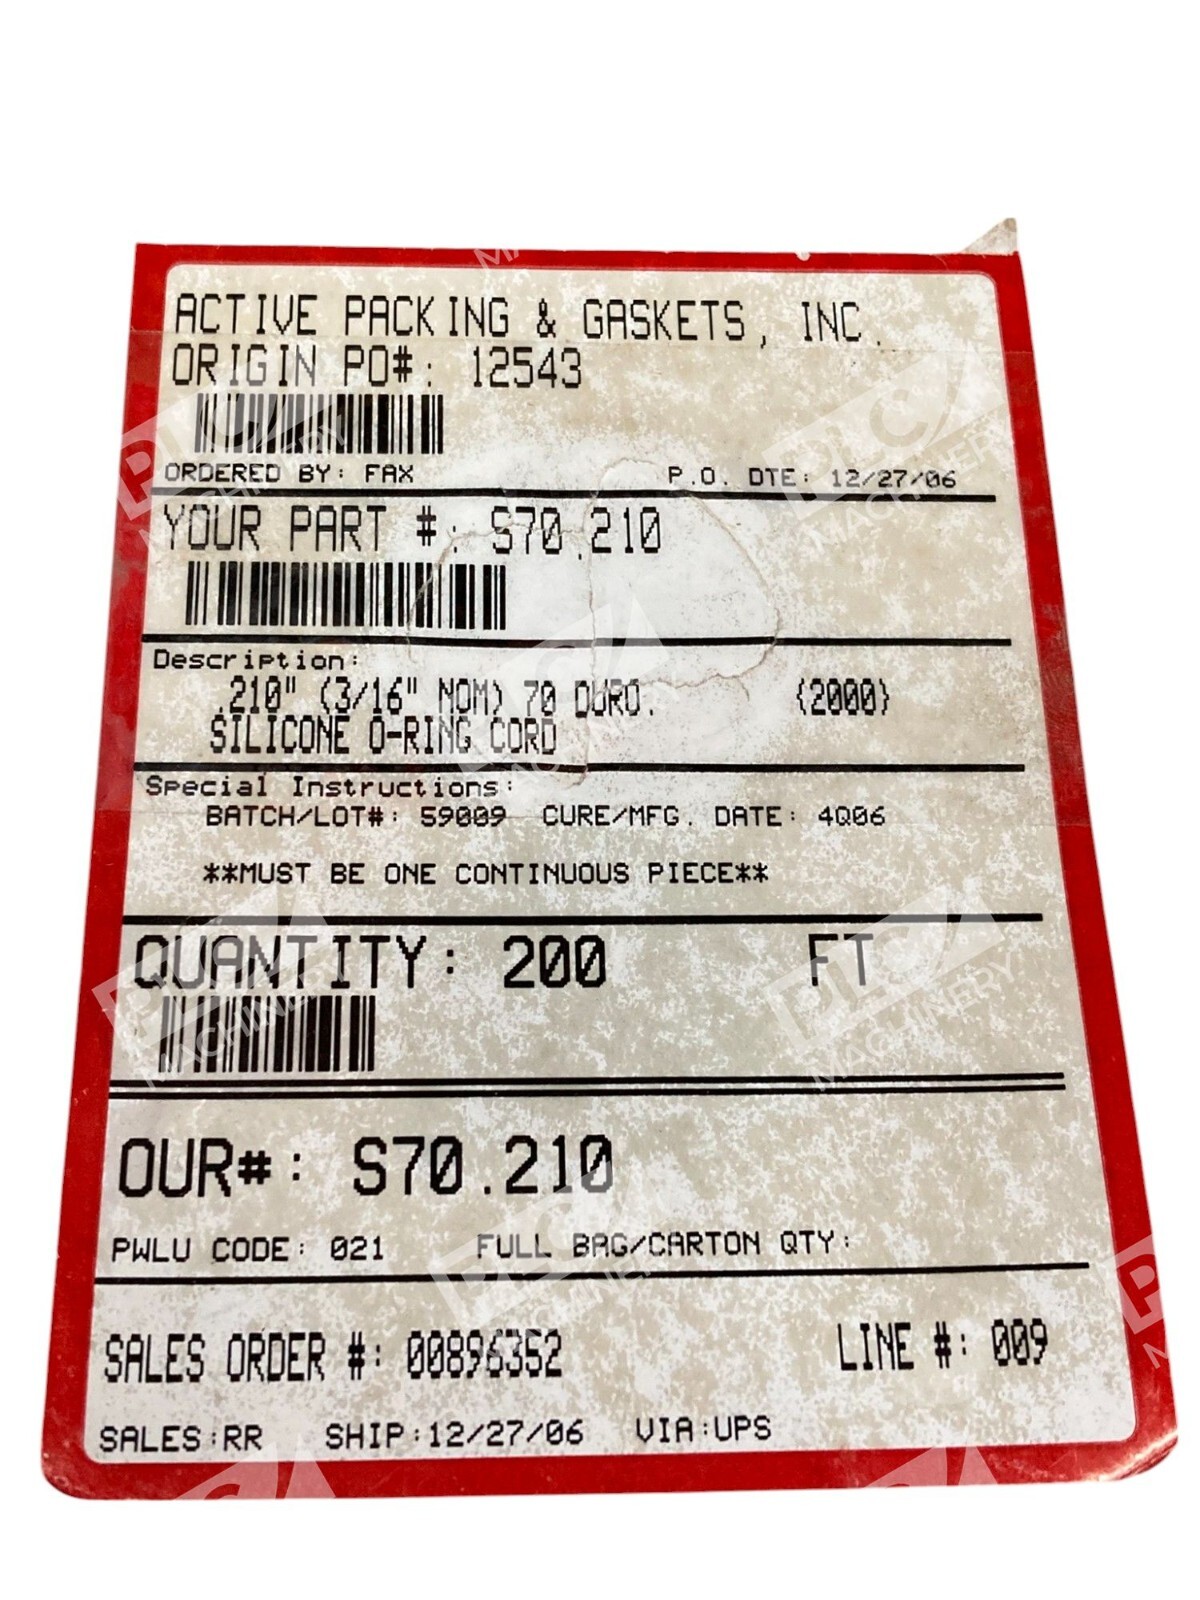 ACTIVE PACKING & GASKETS, INC.
ORIGIN PO#: 12543
ORDERED BY: FAX P.O. DTE: 12/27/06
YOUR PART #: S70.210
Description:
.210" (3/16" NOM) 70 DURO. (2000)
SILICONE O-RING CORD
Special Instructions:
BATCH/LOT#: 59009 CURE/MFG. DATE: 4Q06
**MUST BE ONE CONTINUOUS PIECE**
QUANTITY: 200 FT
OUR#: S70.210
PWLU CODE: 021 FULL BAG/CARTON QTY:
SALES ORDER #: 00896352 LINE #: 009
SALES:RR SHIP:12/27/06 VIA:UPS
PLC MACHINERY